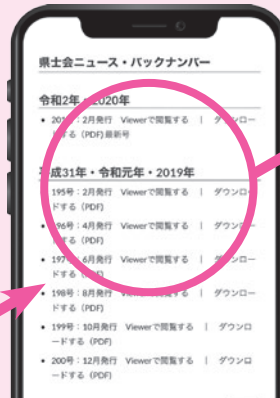 県士会ニュース・バックナンバー
令和2年・2020年
• 201号：2月発行 Viewerで閲覧する | ダウンロー
ドする（PDF)最新号
平成31年・令和元年・2019年
195号：2月発行 Viewerで閲覧する | ダウンロー
ドする（PDF)
• 196号：4月発行 Viewerで閲覧する | ダウンロー
ドする（PDF)
• 197号：6月発行 Viewerで閲覧する | ダウンロー
ドする（PDF)
• 198号：8月発行 Viewerで閲覧する | ダウンロー
ドする（PDF)
• 199号：10月発行 Viewerで閲覧する | ダウンロ
ードする（PDF)
• 200号：12月発行 Viewerで閲覧する | ダウンロ
ードする（PDF)